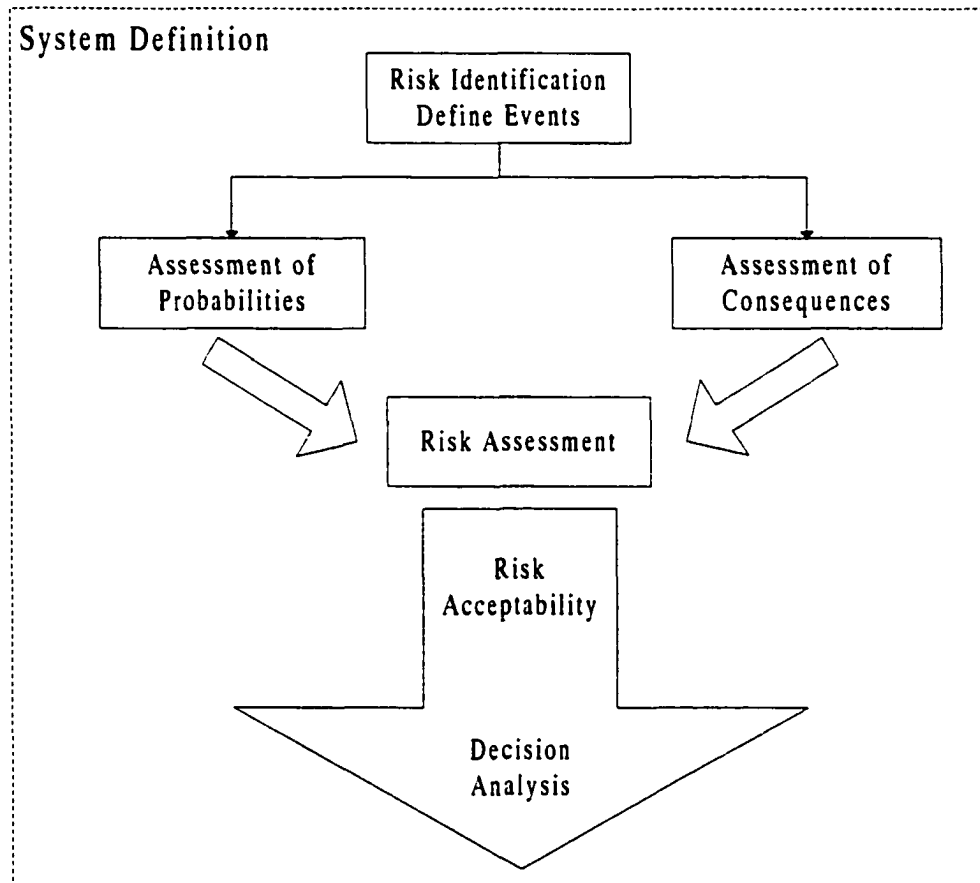 System Definition
Risk Identification
Define Events
Assessment of
Probabilities
Assessment of
Consequences
Risk Assessment
Risk
Acceptability
Decision
Analysis